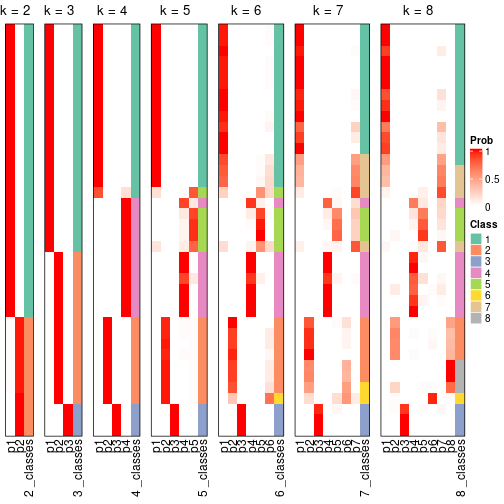 k = 2 k = 3 k = 4 k = 5 k = 6 k = 7 k = 8
Prob
1
0.5
0
Class
1
2
3
4
5
6
7
8
p1 p2 2_classes
p1 p2 p3 3_classes
p1 p2 p3 p4 4_classes
p1 p2 p3 p4 p5 5_classes
p1 p2 p3 p4 p5 p6 6_classes
p1 p2 p3 p4 p5 p6 p7 7_classes
p1 p2 p3 p4 p5 p6 p7 p8 8_classes